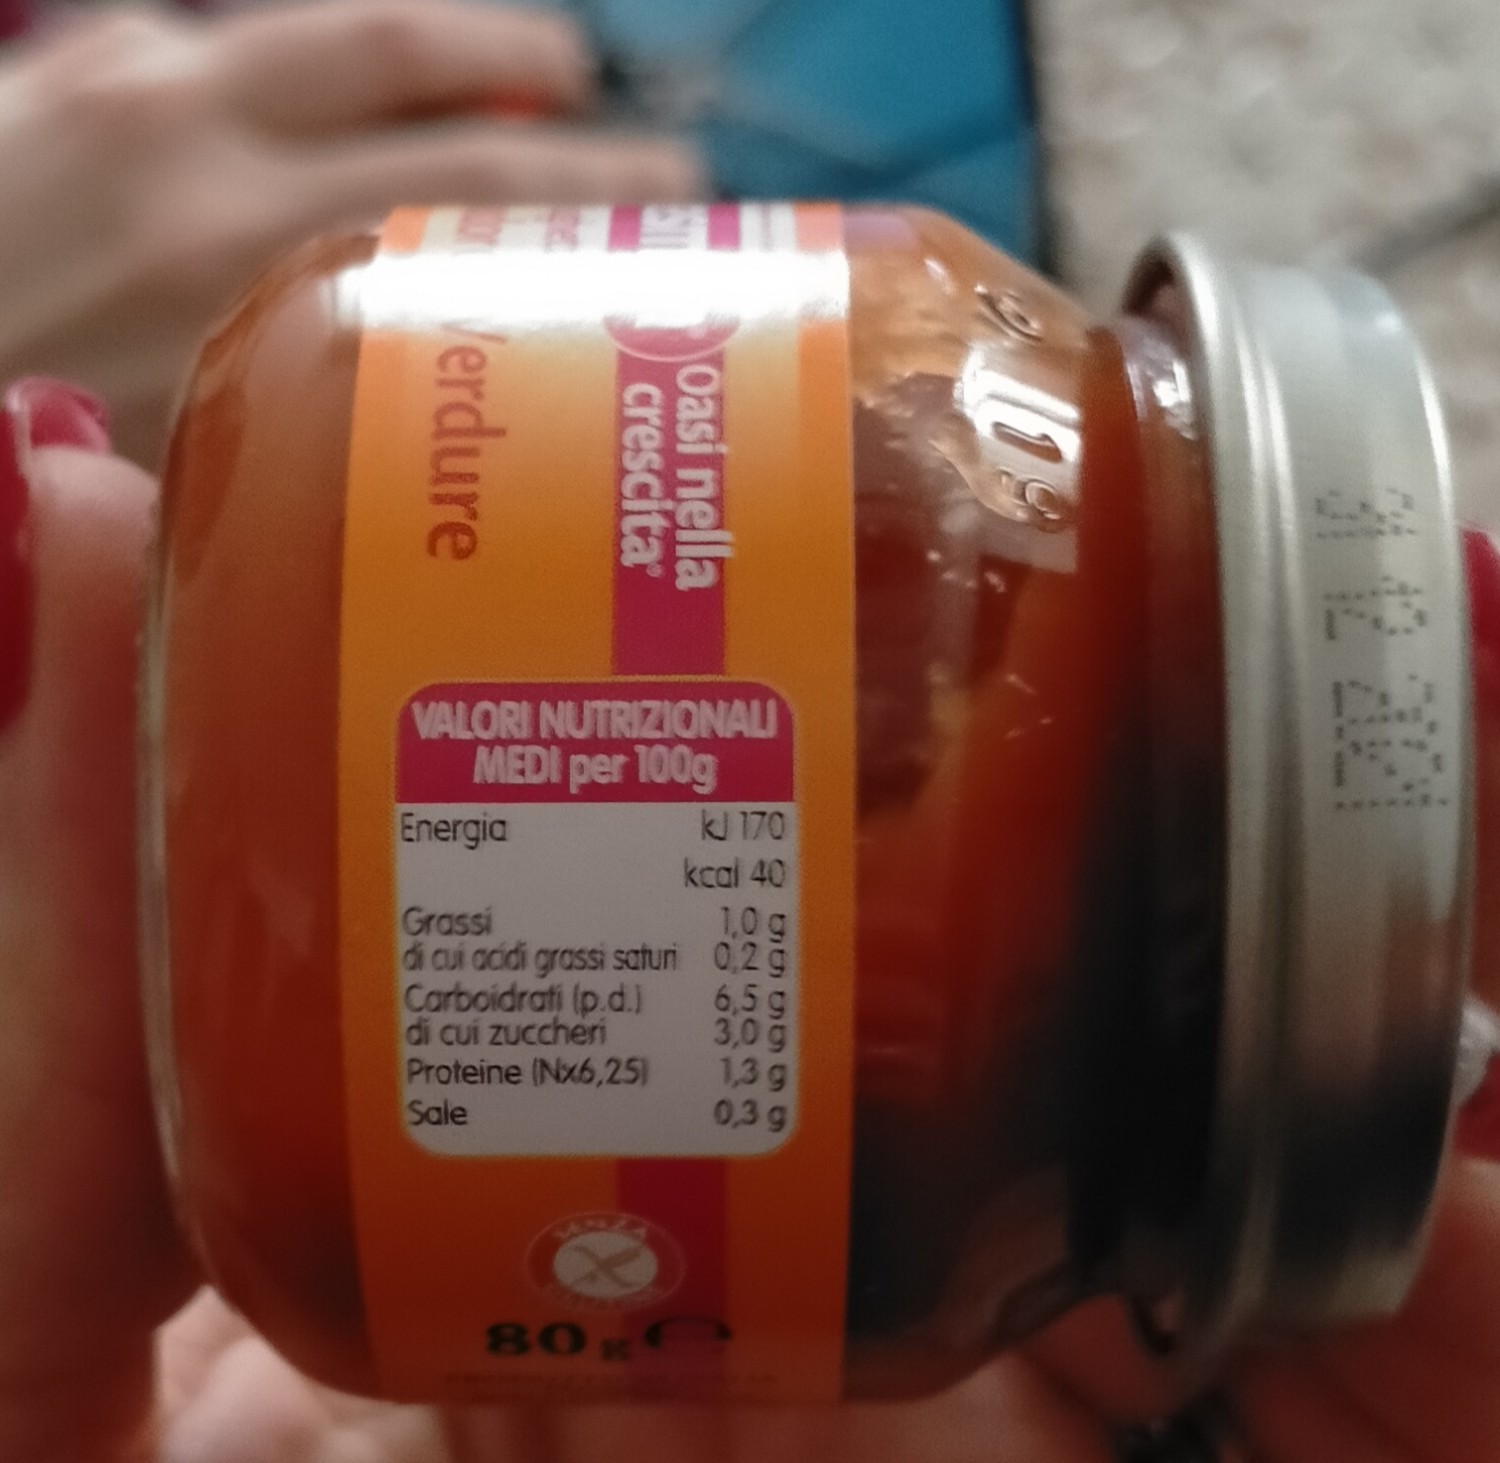 Oasi nella
crescita®
Verdure
VALORI NUTRIZIONALI
MEDI per 100g
Energia kJ 170
kcal 40
Grassi 1,0 g
di cui acidi grassi saturi 0,2 g
Carboidrati (p.d.) 6,5 g
di cui zuccheri 3,0 g
Proteine (Nx6,25) 1,3 g
Sale 0,3 g
SENZA
80 g e